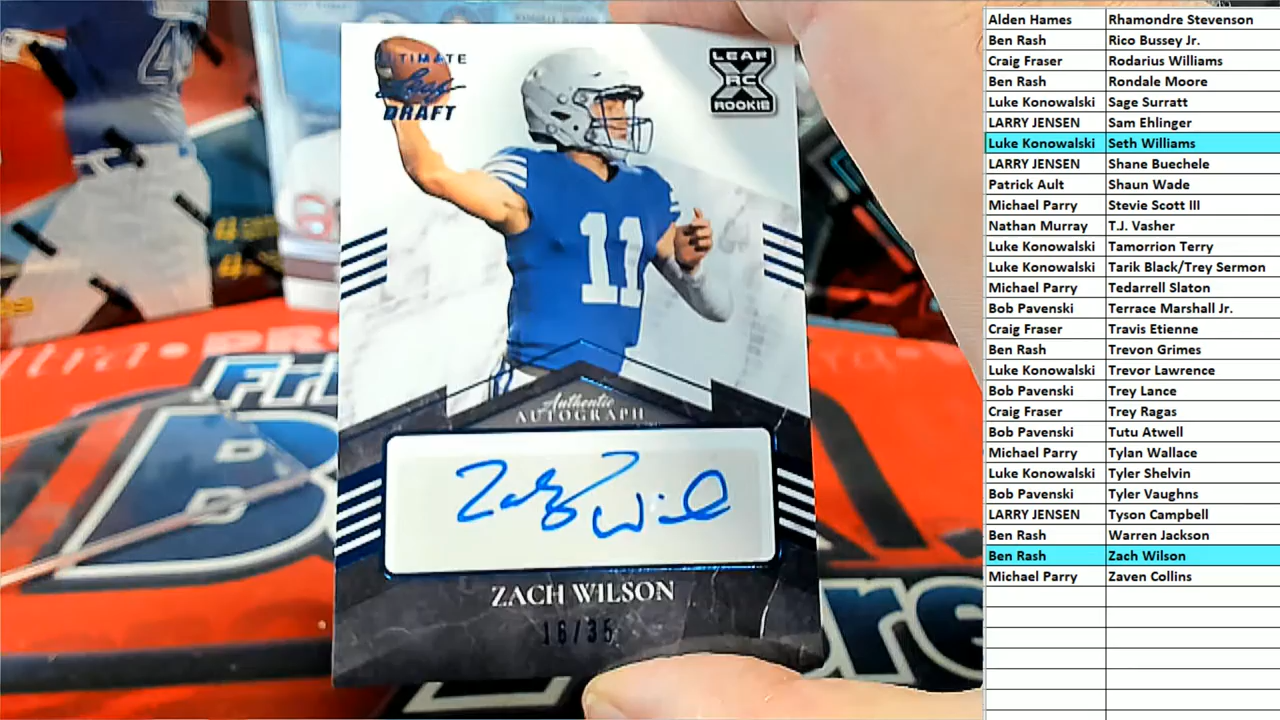 ULTIMATE
Leaf
DRAFT
LEAF
X
RC
ROOKIE
11
Authentic
AUTOGRAPH
Zach Wilson
ZACH WILSON
16/35
Alden Hames Rhamondre Stevenson
Ben Rash Rico Bussey Jr.
Craig Fraser Rodarius Williams
Ben Rash Rondale Moore
Luke Konowalski Sage Surratt
LARRY JENSEN Sam Ehlinger
Luke Konowalski Seth Williams
LARRY JENSEN Shane Buechele
Patrick Ault Shaun Wade
Michael Parry Stevie Scott III
Nathan Murray T.J. Vasher
Luke Konowalski Tamorrion Terry
Luke Konowalski Tarik Black/Trey Sermon
Michael Parry Tedarrell Slaton
Bob Pavenski Terrace Marshall Jr.
Craig Fraser Travis Etienne
Ben Rash Trevon Grimes
Luke Konowalski Trevor Lawrence
Bob Pavenski Trey Lance
Craig Fraser Trey Ragas
Bob Pavenski Tutu Atwell
Michael Parry Tylan Wallace
Luke Konowalski Tyler Shelvin
Bob Pavenski Tyler Vaughns
LARRY JENSEN Tyson Campbell
Ben Rash Warren Jackson
Ben Rash Zach Wilson
Michael Parry Zaven Collins